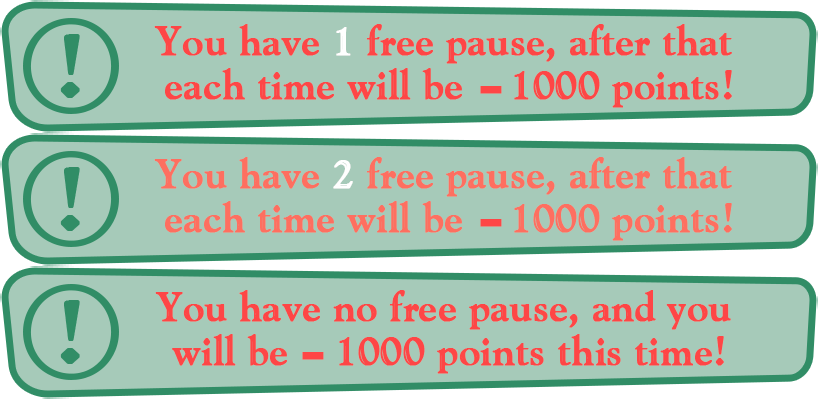 You have 1 free pause, after that
each time will be - 1000 points!
You have 2 free pause, after that
each time will be - 1000 points!
You have no free pause, and you
will be - 1000 points this time!